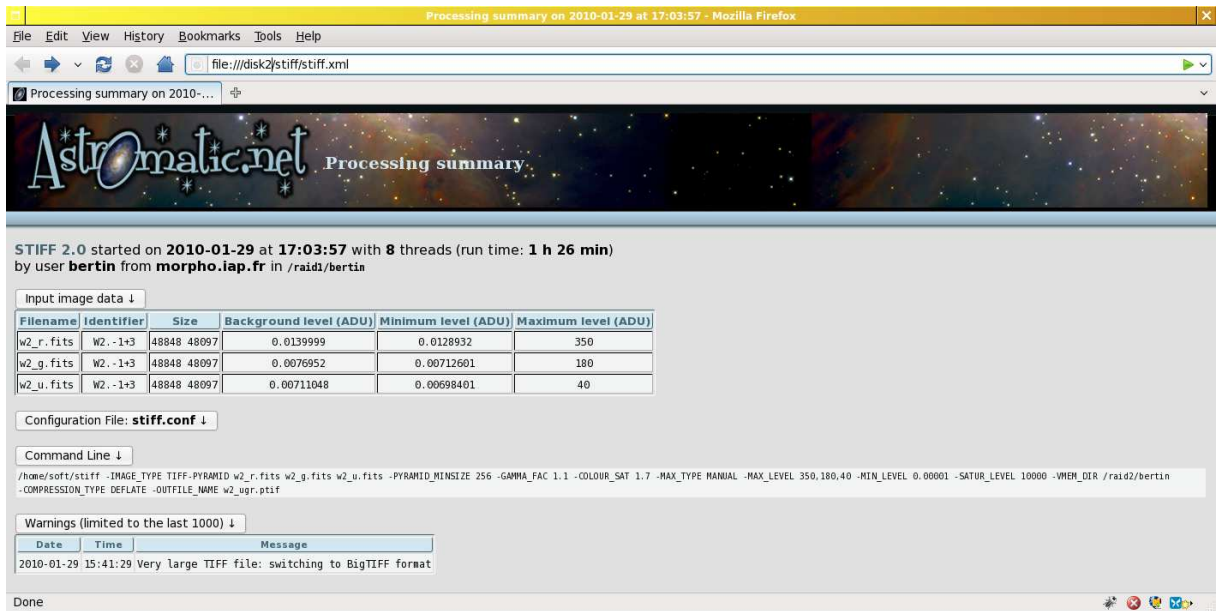 Processing summary on 2010-01-29 at 17:03:57 - Mozilla Firefox
File Edit View History Bookmarks Tools Help
file:///disk2/stiff/stiff.xml
Processing summary on 2010-...
Astromatic.net Processing summary
STIFF 2.0 started on 2010-01-29 at 17:03:57 with 8 threads (run time: 1 h 26 min)
by user bertin from morpho.iap.fr in /raid1/bertin
Input image data ↓
Filename Identifier Size Background level (ADU) Minimum level (ADU) Maximum level (ADU)
w2_r.fits W2.-1+3 48848 48097 0.0139999 0.0128932 350
w2_g.fits W2.-1+3 48848 48097 0.0076952 0.00712601 180
w2_u.fits W2.-1+3 48848 48097 0.00711048 0.00698401 40
Configuration File: stiff.conf ↓
Command Line ↓
/home/soft/stiff -IMAGE_TYPE TIFF-PYRAMID w2_r.fits w2_g.fits w2_u.fits -PYRAMID_MINSIZE 256 -GAMMA_FAC 1.1 -COLOUR_SAT 1.7 -MAX_TYPE MANUAL -MAX_LEVEL 350,180,40 -MIN_LEVEL 0.00001 -SATUR_LEVEL 10000 -VMEM_DIR /raid2/bertin
-COMPRESSION_TYPE DEFLATE -OUTFILE_NAME w2_ugr.ptif
Warnings (limited to the last 1000) ↓
Date Time Message
2010-01-29 15:41:29 Very large TIFF file: switching to BigTIFF format
Done